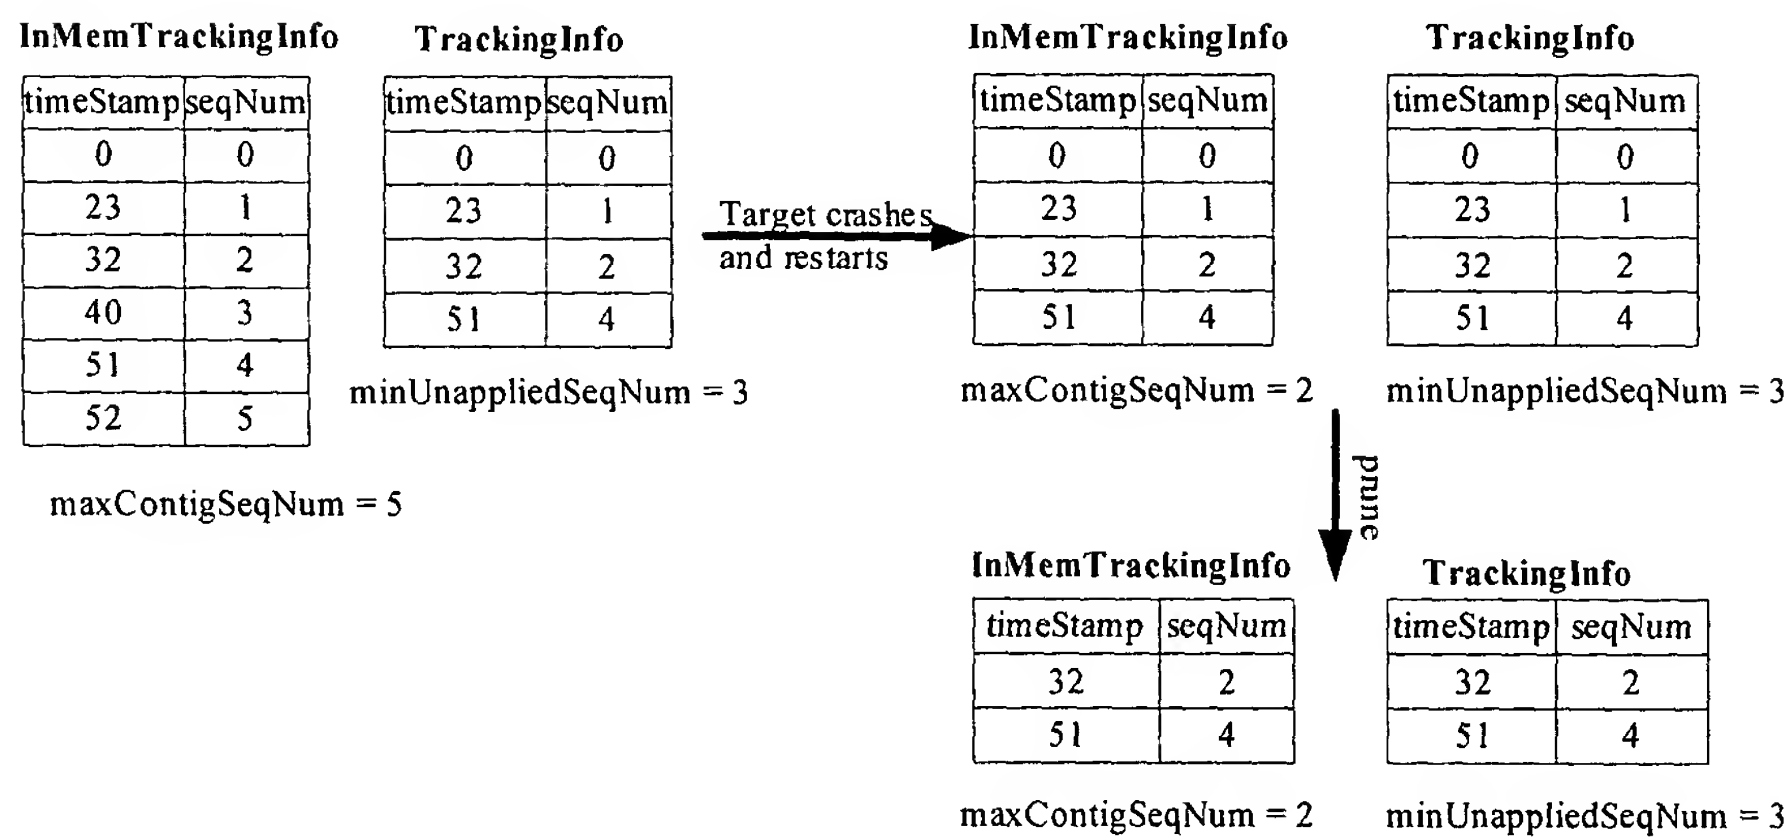 InMemTrackingInfo TrackingInfo
timeStamp seqNum timeStamp seqNum
0 0 0 0
23 1 23 1
32 2 32 2
40 3 51 4
51 4 minUnappliedSeqNum = 3
52 5
maxContigSeqNum = 5
Target crashes
and restarts
InMemTrackingInfo TrackingInfo
timeStamp seqNum timeStamp seqNum
0 0 0 0
23 1 23 1
32 2 32 2
51 4 51 4
maxContigSeqNum = 2 minUnappliedSeqNum = 3
prune
InMemTrackingInfo TrackingInfo
timeStamp seqNum timeStamp seqNum
32 2 32 2
51 4 51 4
maxContigSeqNum = 2 minUnappliedSeqNum = 3